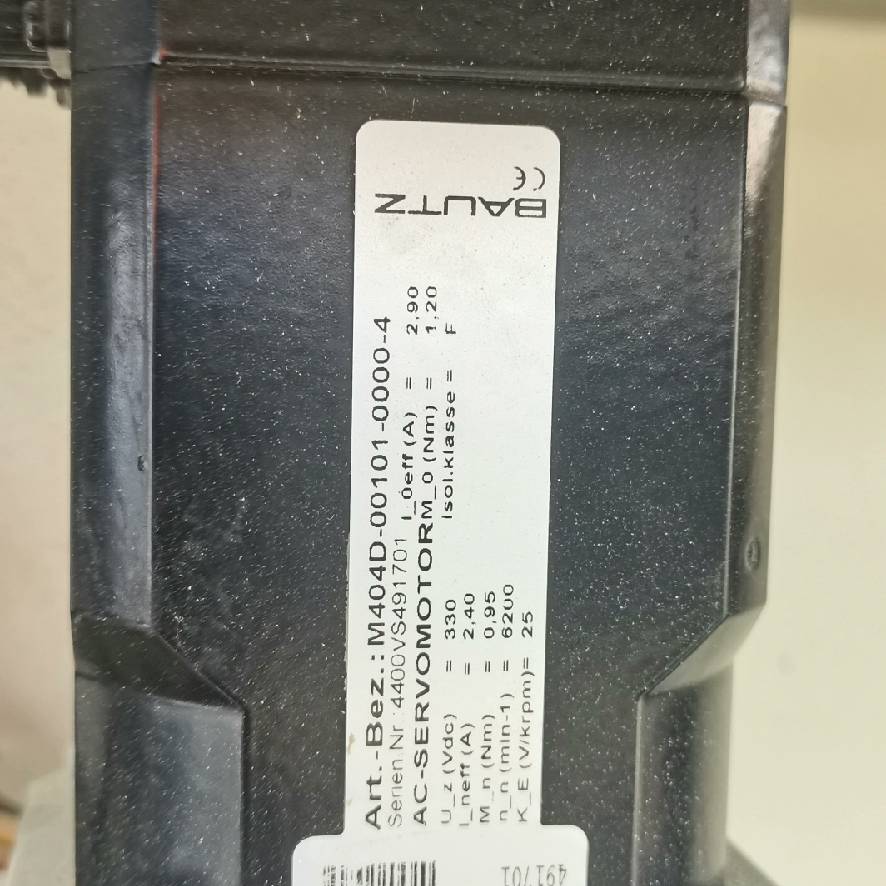 BAUTZ
CE
Art.-Bez.: M404D-00101-0000-4
Serien.Nr.:4400VS491701 I_0eff(A) = 2,90
AC-SERVOMOTOR M_0 (Nm) = 1,20
U_z (Vdc) = 330 Isol.klasse = F
I_neff (A) = 2,40
M_n (Nm) = 0,95
n_n (min-1) = 6200
K_E (V/krpm)= 25
491701